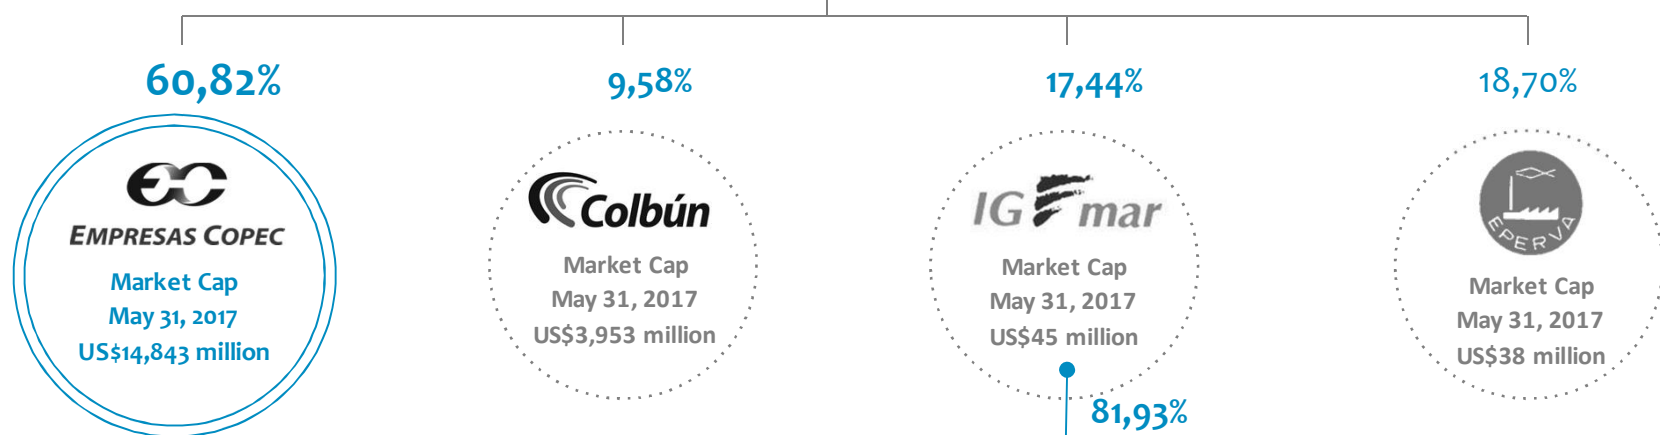 60,82%
9,58%
17,44%
18,70%
EC
EMPRESAS COPEC
Market Cap
May 31, 2017
US$14,843 million
Colbún
Market Cap
May 31, 2017
US$3,953 million
IG mar
Market Cap
May 31, 2017
US$45 million
81,93%
EPERVA
Market Cap
May 31, 2017
US$38 million